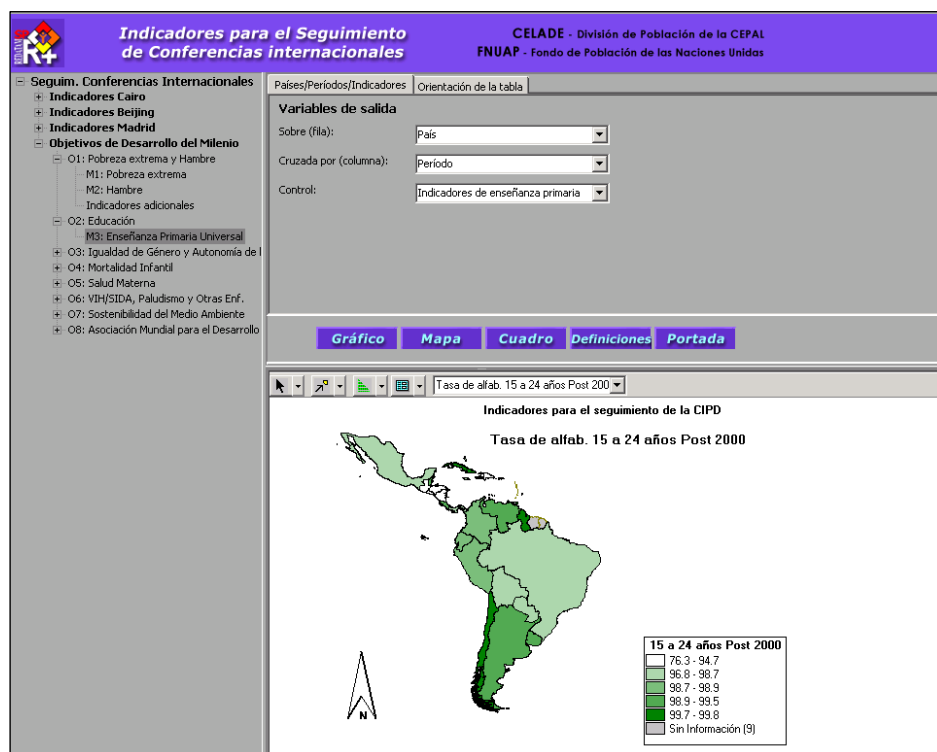 REDATAM
R+
Indicadores para el Seguimiento
de Conferencias internacionales
CELADE - División de Población de la CEPAL
FNUAP - Fondo de Población de las Naciones Unidas
Seguim. Conferencias Internacionales
Indicadores Cairo
Indicadores Beijing
Indicadores Madrid
Objetivos de Desarrollo del Milenio
O1: Pobreza extrema y Hambre
M1: Pobreza extrema
M2: Hambre
Indicadores adicionales
O2: Educación
M3: Enseñanza Primaria Universal
O3: Igualdad de Género y Autonomía de l
O4: Mortalidad Infantil
O5: Salud Materna
O6: VIH/SIDA, Paludismo y Otras Enf.
O7: Sostenibilidad del Medio Ambiente
O8: Asociación Mundial para el Desarrollo
Países/Períodos/Indicadores Orientación de la tabla
Variables de salida
Sobre (fila): País
Cruzada por (columna): Período
Control: Indicadores de enseñanza primaria
Gráfico Mapa Cuadro Definiciones Portada
Tasa de alfab. 15 a 24 años Post 200
Indicadores para el seguimiento de la CIPD
Tasa de alfab. 15 a 24 años Post 2000
N
15 a 24 años Post 2000
76.3 - 94.7
96.8 - 98.7
98.7 - 98.9
98.9 - 99.5
99.7 - 99.8
Sin Información (9)